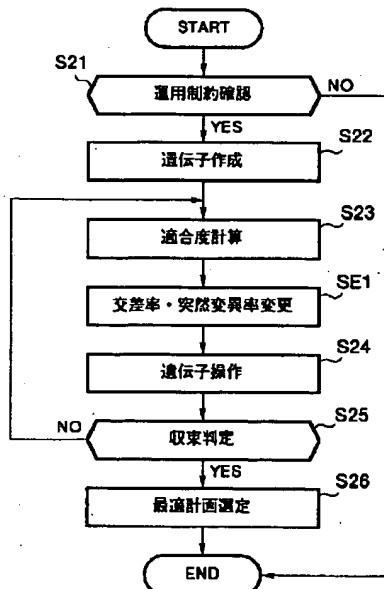 START
S21
運用制約確認
NO
YES
S22
遺伝子作成
S23
適合度計算
SE1
交差率・突然変異率変更
S24
遺伝子操作
S25
NO
収束判定
YES
S26
最適計画選定
END